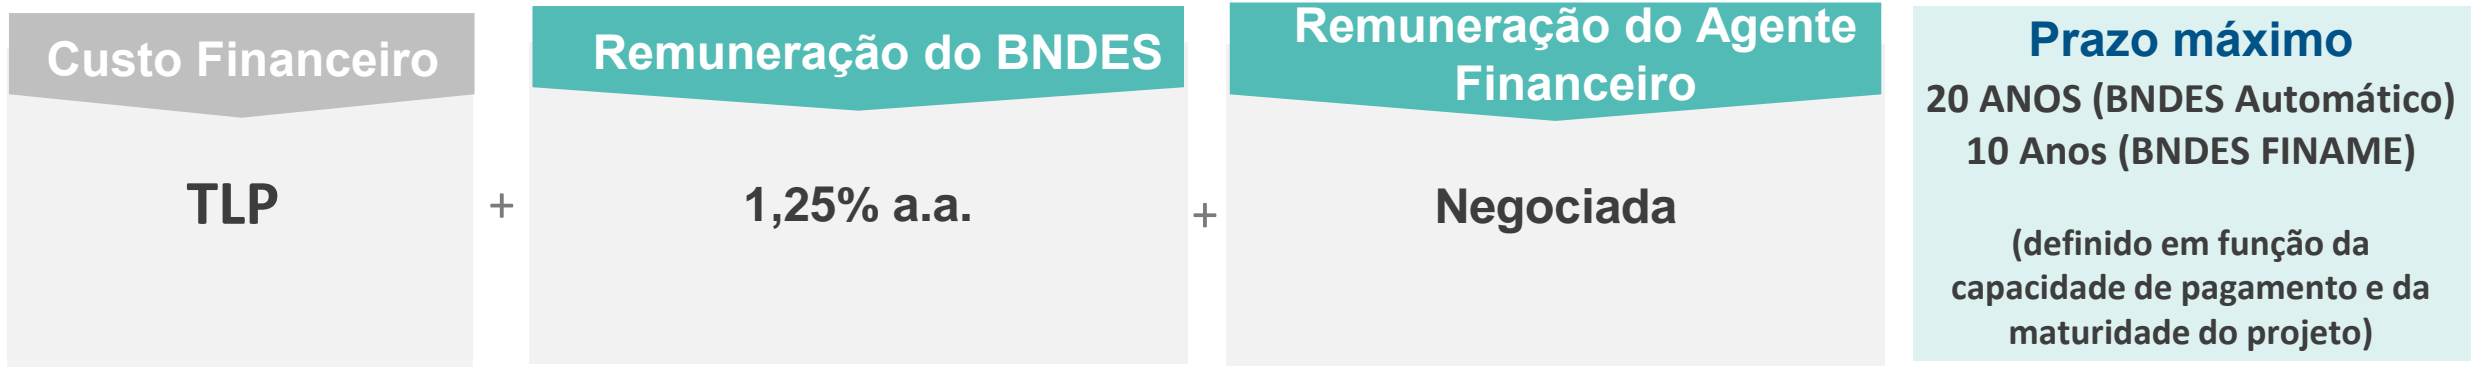 Custo Financeiro
TLP
+
Remuneração do BNDES
1,25% a.a.
+
Remuneração do Agente
Financeiro
Negociada
Prazo máximo
20 ANOS (BNDES Automático)
10 Anos (BNDES FINAME)
(definido em função da
capacidade de pagamento e da
maturidade do projeto)